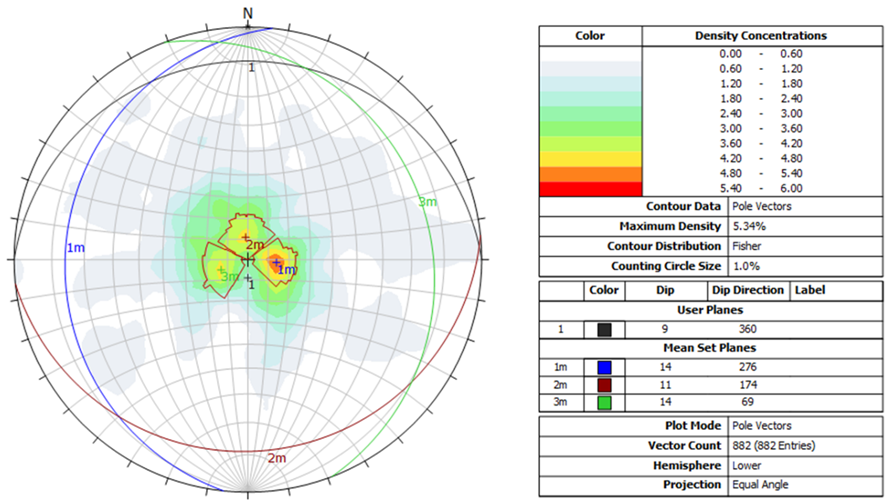 N
1
3m
1m
2m
1m
3m
1
2m
Color Density Concentrations
0.00 - 0.60
0.60 - 1.20
1.20 - 1.80
1.80 - 2.40
2.40 - 3.00
3.00 - 3.60
3.60 - 4.20
4.20 - 4.80
4.80 - 5.40
5.40 - 6.00
Contour Data Pole Vectors
Maximum Density 5.34%
Contour Distribution Fisher
Counting Circle Size 1.0%
Color Dip Dip Direction Label
User Planes
1 9 360
Mean Set Planes
1m 14 276
2m 11 174
3m 14 69
Plot Mode Pole Vectors
Vector Count 882 (882 Entries)
Hemisphere Lower
Projection Equal Angle